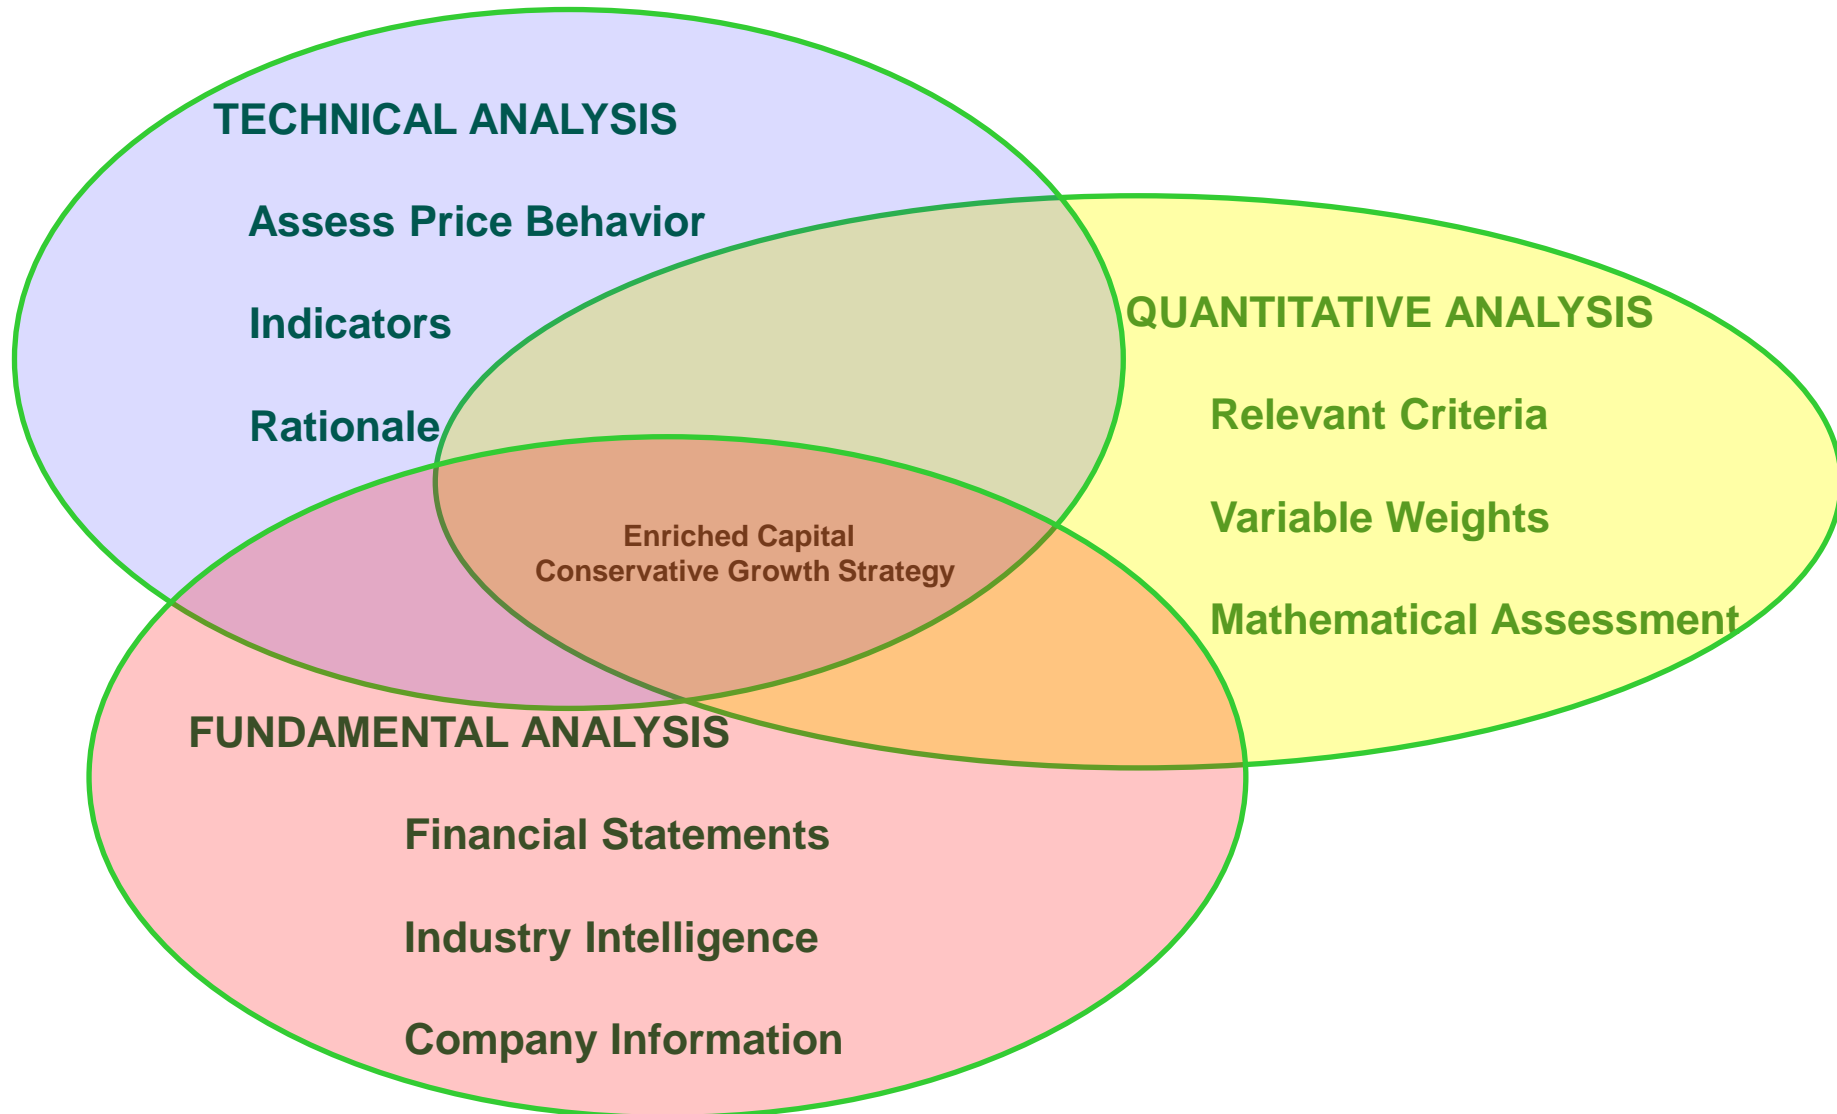 TECHNICAL ANALYSIS
Assess Price Behavior
Indicators
Rationale
QUANTITATIVE ANALYSIS
Relevant Criteria
Variable Weights
Mathematical Assessment
Enriched Capital
Conservative Growth Strategy
FUNDAMENTAL ANALYSIS
Financial Statements
Industry Intelligence
Company Information